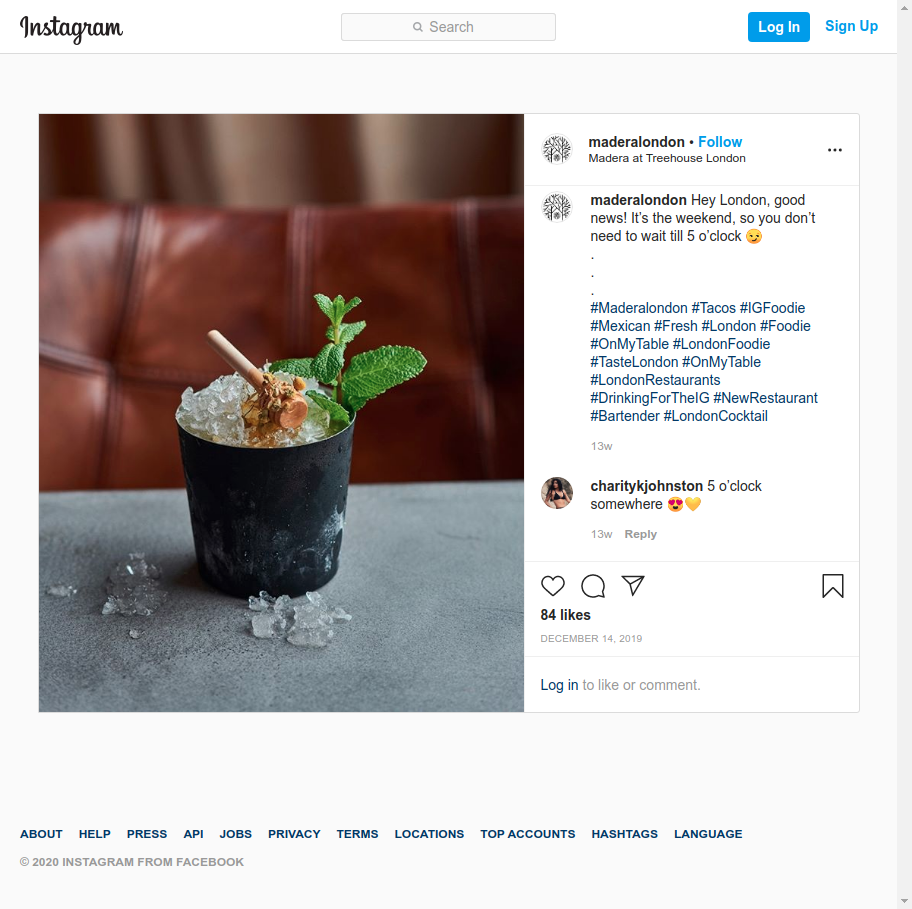 Instagram
Search
Log In
Sign Up
maderalondon • Follow
Madera at Treehouse London
maderalondon Hey London, good
news! It’s the weekend, so you don’t
need to wait till 5 o’clock 😏
.
.
.
#Maderalondon #Tacos #IGFoodie
#Mexican #Fresh #London #Foodie
#OnMyTable #LondonFoodie
#TasteLondon #OnMyTable
#LondonRestaurants
#DrinkingForTheIG #NewRestaurant
#Bartender #LondonCocktail
13w
charitykjohnston 5 o’clock
somewhere 😍💛
13w Reply
84 likes
DECEMBER 14, 2019
Log in to like or comment.
ABOUT HELP PRESS API JOBS PRIVACY TERMS LOCATIONS TOP ACCOUNTS HASHTAGS LANGUAGE
© 2020 INSTAGRAM FROM FACEBOOK